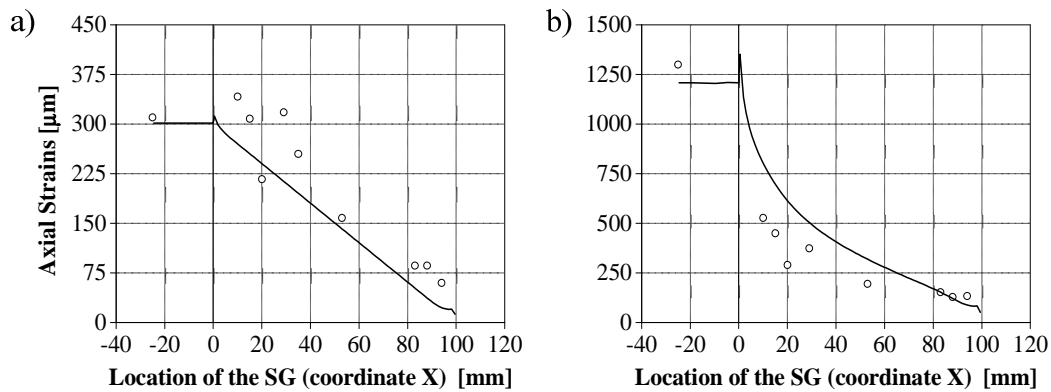 a)
450
375
300
225
150
75
0
-40 -20 0 20 40 60 80 100 120
Axial Strains [µm]
Location of the SG (coordinate X) [mm]
b)
1500
1250
1000
750
500
250
0
-40 -20 0 20 40 60 80 100 120
Location of the SG (coordinate X) [mm]